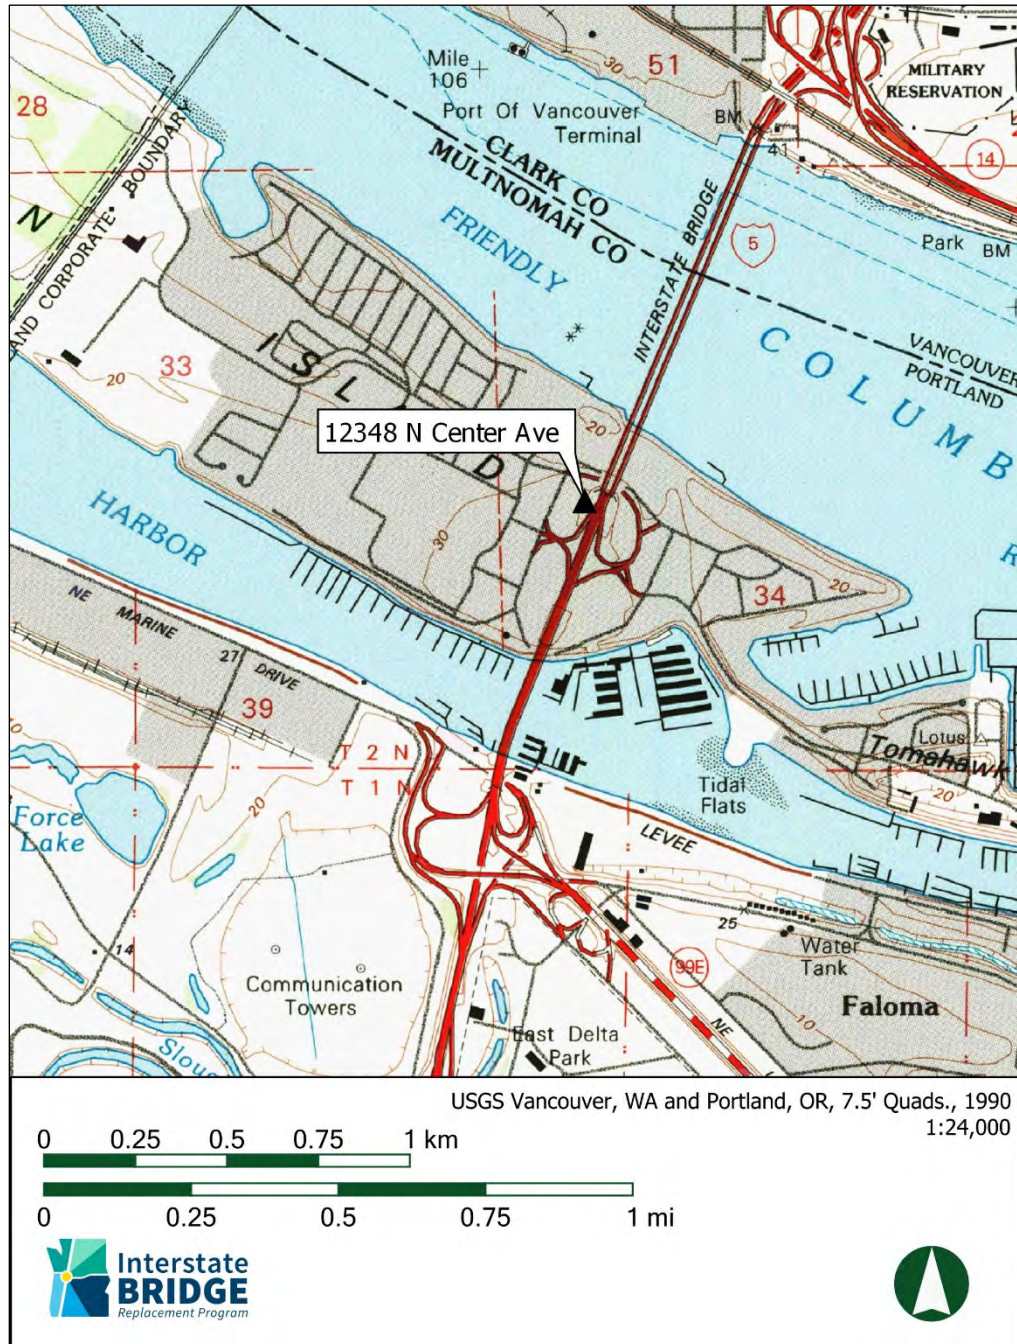 51
Mile
106
Port Of Vancouver
Terminal
30
BM
41
MILITARY
RESERVATION
14
28
BOUNDARY
AND CORPORATE
N
CLARK CO
MULTNOMAH CO
FRIENDLY
INTERSTATE BRIDGE
5
Park
BM
VANCOUVER
PORTLAND
COLUMB
R
33
20
ISL
D
12348 N Center Ave
20
30
HARBOR
34
20
NE MARINE
DRIVE
27
39
T 2 N
T 1 N
20
10
Force
Lake
Tidal
Flats
Lotus
Tomahawk
20
LEVEE
14
Communication
Towers
Sloug
25
Water
Tank
99E
NE
Faloma
10
East Delta
Park
USGS Vancouver, WA and Portland, OR, 7.5' Quads., 1990
1:24,000
0 0.25 0.5 0.75 1 km
0 0.25 0.5 0.75 1 mi
Interstate
BRIDGE
Replacement Program